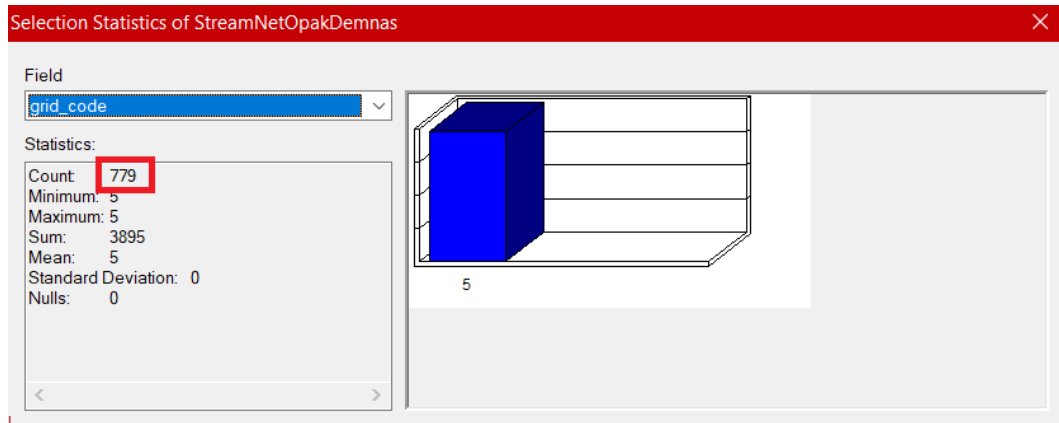 Selection Statistics of StreamNetOpakDemnas
Field
grid_code
Statistics:
Count: 779
Minimum: 5
Maximum: 5
Sum: 3895
Mean: 5
Standard Deviation: 0
Nulls: 0
5